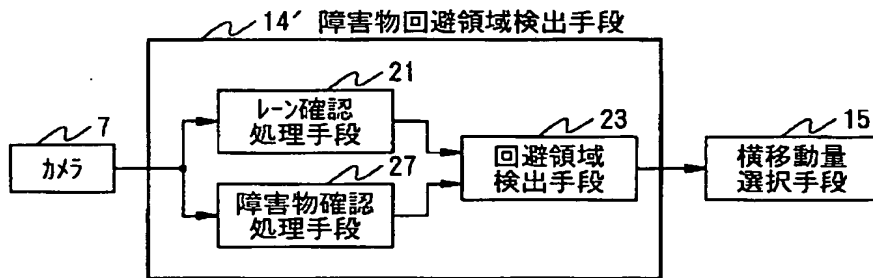 14′ 障害物回避領域検出手段
21
レーン確認
処理手段
7
カメラ
27
障害物確認
処理手段
23
回避領域
検出手段
15
横移動量
選択手段